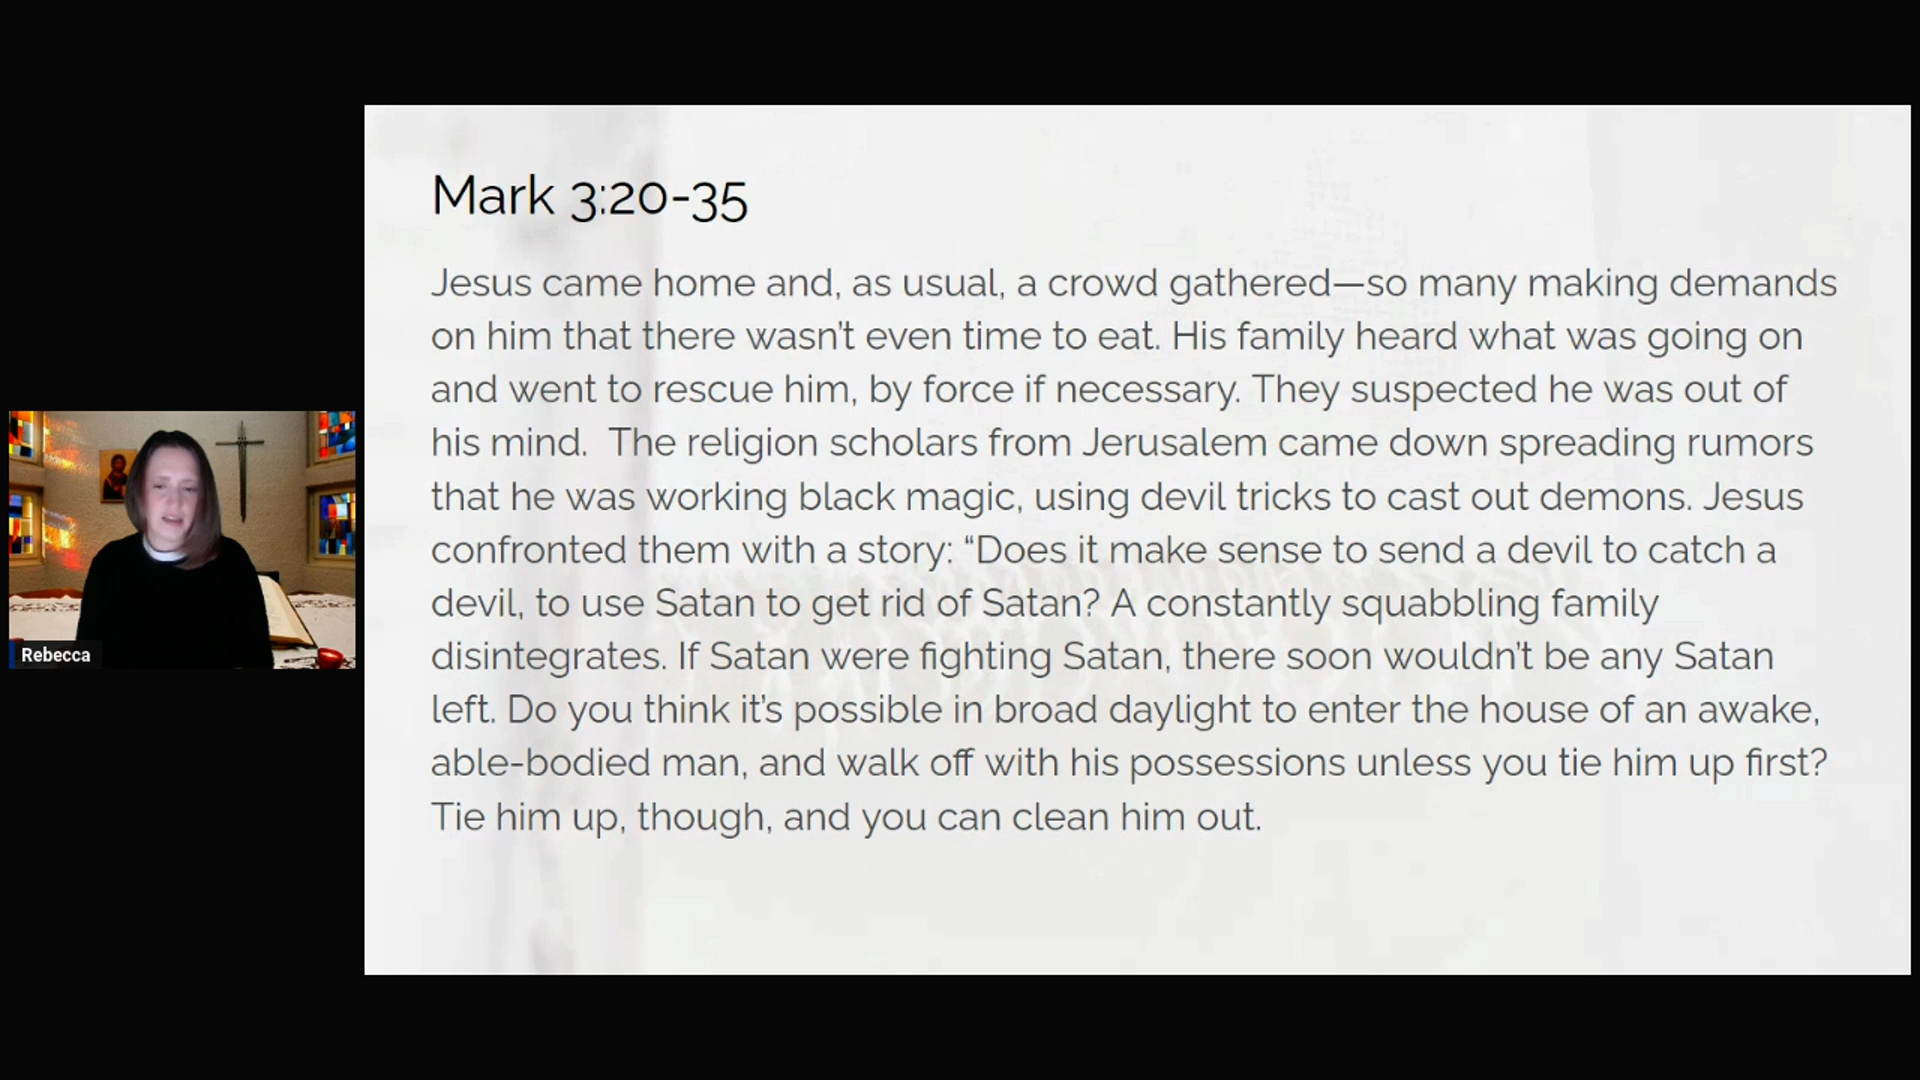 Mark 3:20-35
Jesus came home and, as usual, a crowd gathered—so many making demands
on him that there wasn’t even time to eat. His family heard what was going on
and went to rescue him, by force if necessary. They suspected he was out of
his mind.  The religion scholars from Jerusalem came down spreading rumors
that he was working black magic, using devil tricks to cast out demons. Jesus
confronted them with a story: “Does it make sense to send a devil to catch a
devil, to use Satan to get rid of Satan? A constantly squabbling family
disintegrates. If Satan were fighting Satan, there soon wouldn’t be any Satan
left. Do you think it’s possible in broad daylight to enter the house of an awake,
able-bodied man, and walk off with his possessions unless you tie him up first?
Tie him up, though, and you can clean him out.
Rebecca